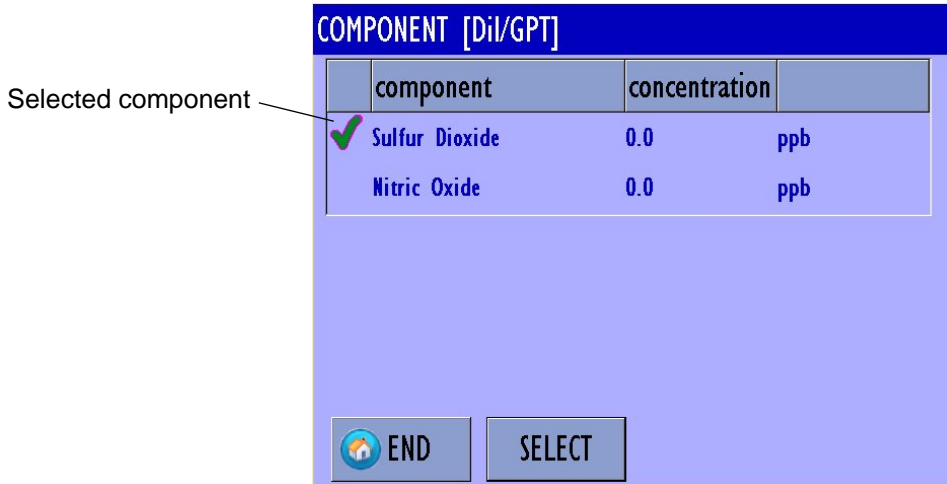 COMPONENT [Dil/GPT]
Selected component
component concentration
Sulfur Dioxide 0.0 ppb
Nitric Oxide 0.0 ppb
END SELECT